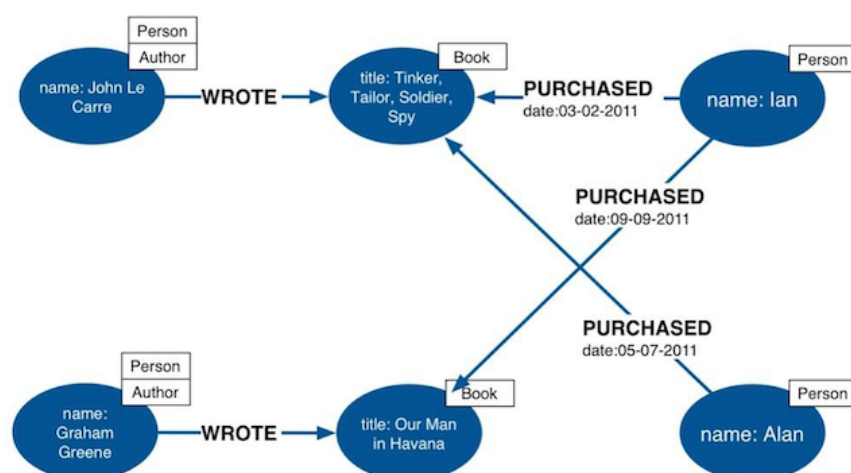 Person
Author
name: John Le
Carre
WROTE
Book
title: Tinker,
Tailor, Soldier,
Spy
PURCHASED
date:03-02-2011
Person
name: Ian
PURCHASED
date:09-09-2011
PURCHASED
date:05-07-2011
Person
Author
name:
Graham
Greene
WROTE
Book
title: Our Man
in Havana
Person
name: Alan